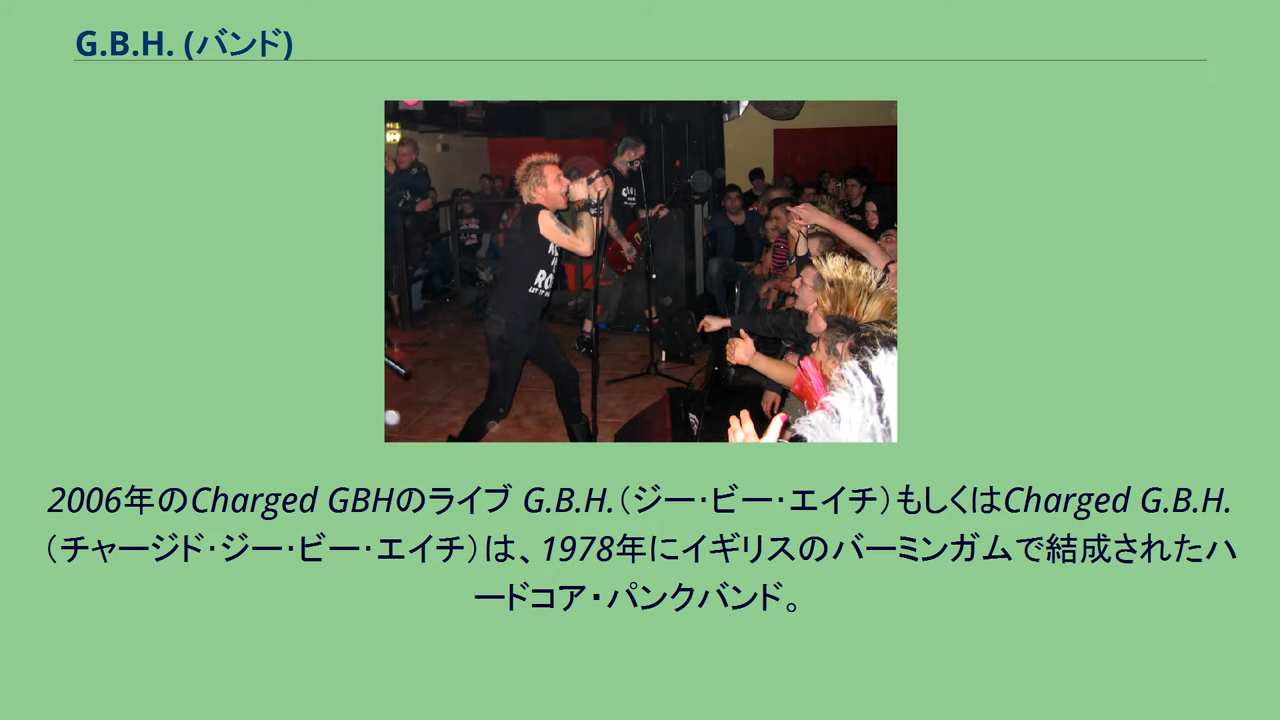 G.B.H. (バンド)
2006年のCharged GBHのライブ G.B.H.（ジー・ビー・エイチ）もしくはCharged G.B.H.
（チャージド・ジー・ビー・エイチ）は、1978年にイギリスのバーミンガムで結成されたハ
ードコア・パンクバンド。